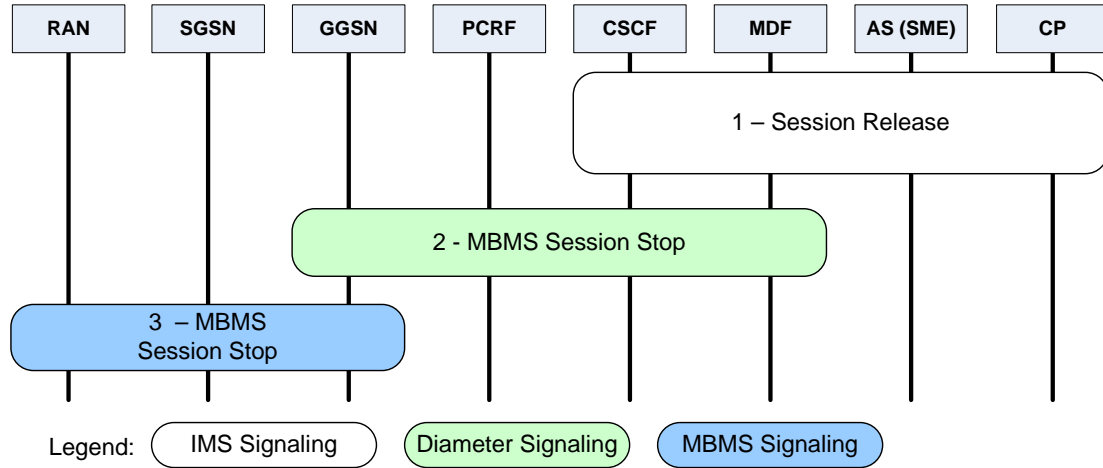 RAN SGSN GGSN PCRF CSCF MDF AS (SME) CP
1 – Session Release
2 - MBMS Session Stop
3 – MBMS
Session Stop
Legend: IMS Signaling Diameter Signaling MBMS Signaling